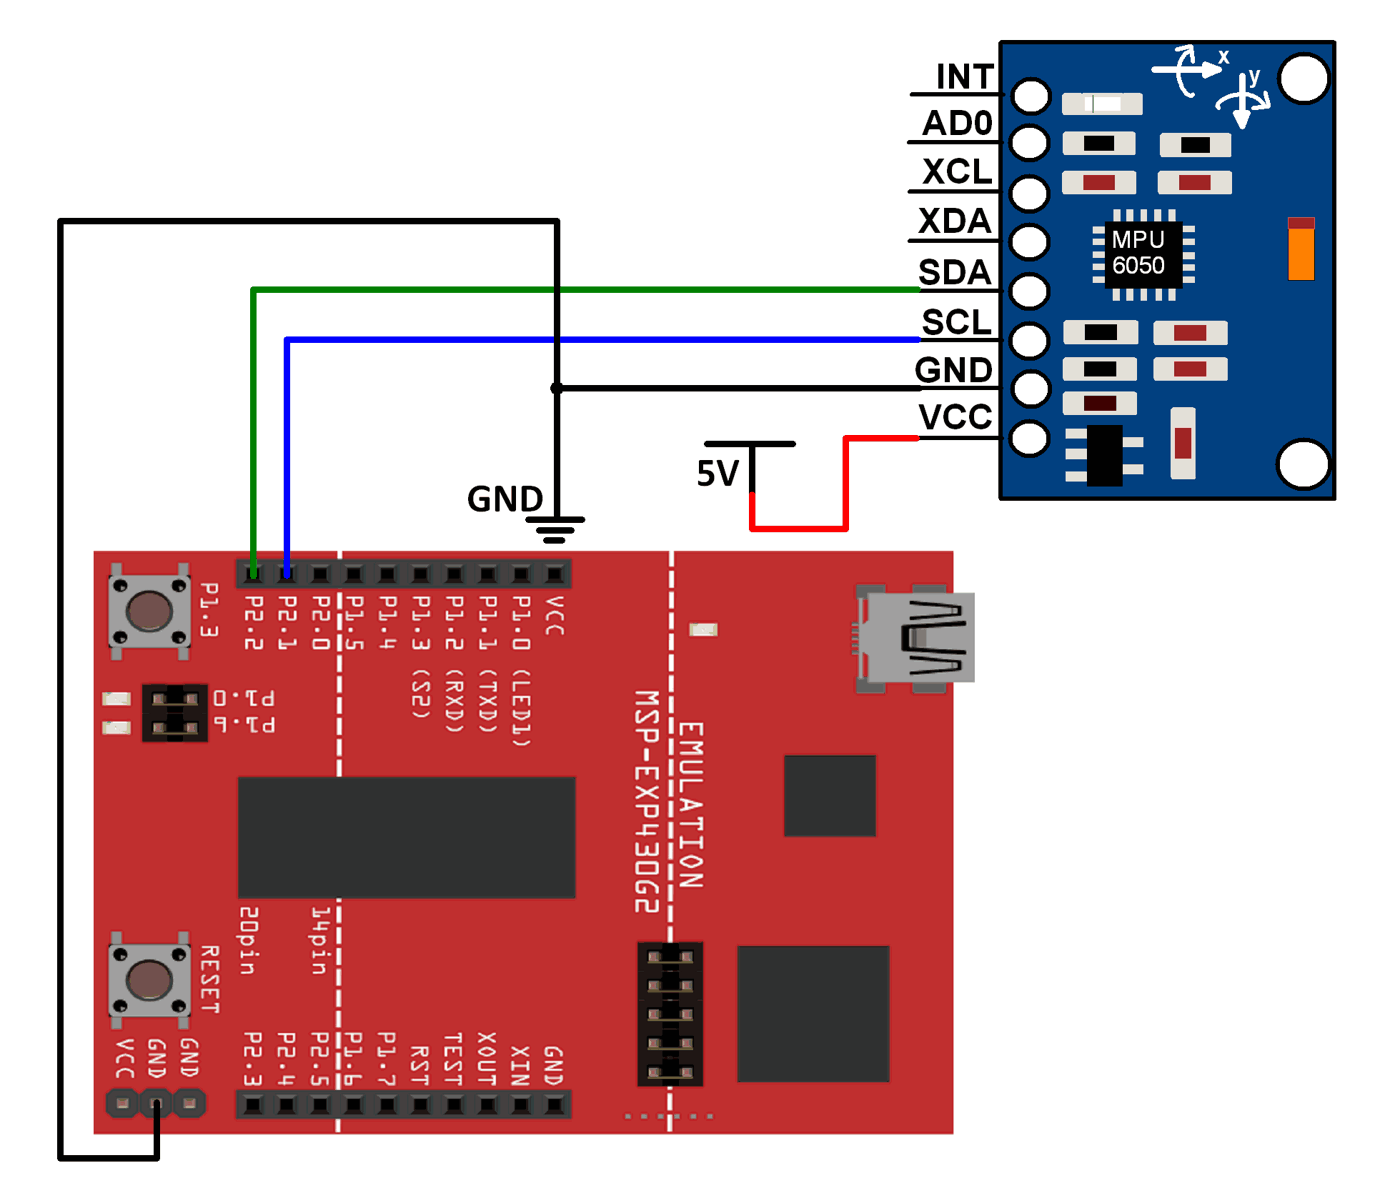 INT
x
y
AD0
XCL
XDA
MPU
6050
SDA
SCL
GND
VCC
5V
GND
P1.3
P2.2
P2.1
P2.0
P1.5
P1.4
P1.3 (S2)
P1.2 (RXD)
P1.1 (TXD)
P1.0 (LED1)
VCC
P1.0
P1.6
EMULATION
MSP-EXP430G2
20pin
14pin
RESET
VCC
GND
GND
P2.3
P2.4
P2.5
P1.6
P1.7
RST
TEST
XOUT
XIN
GND